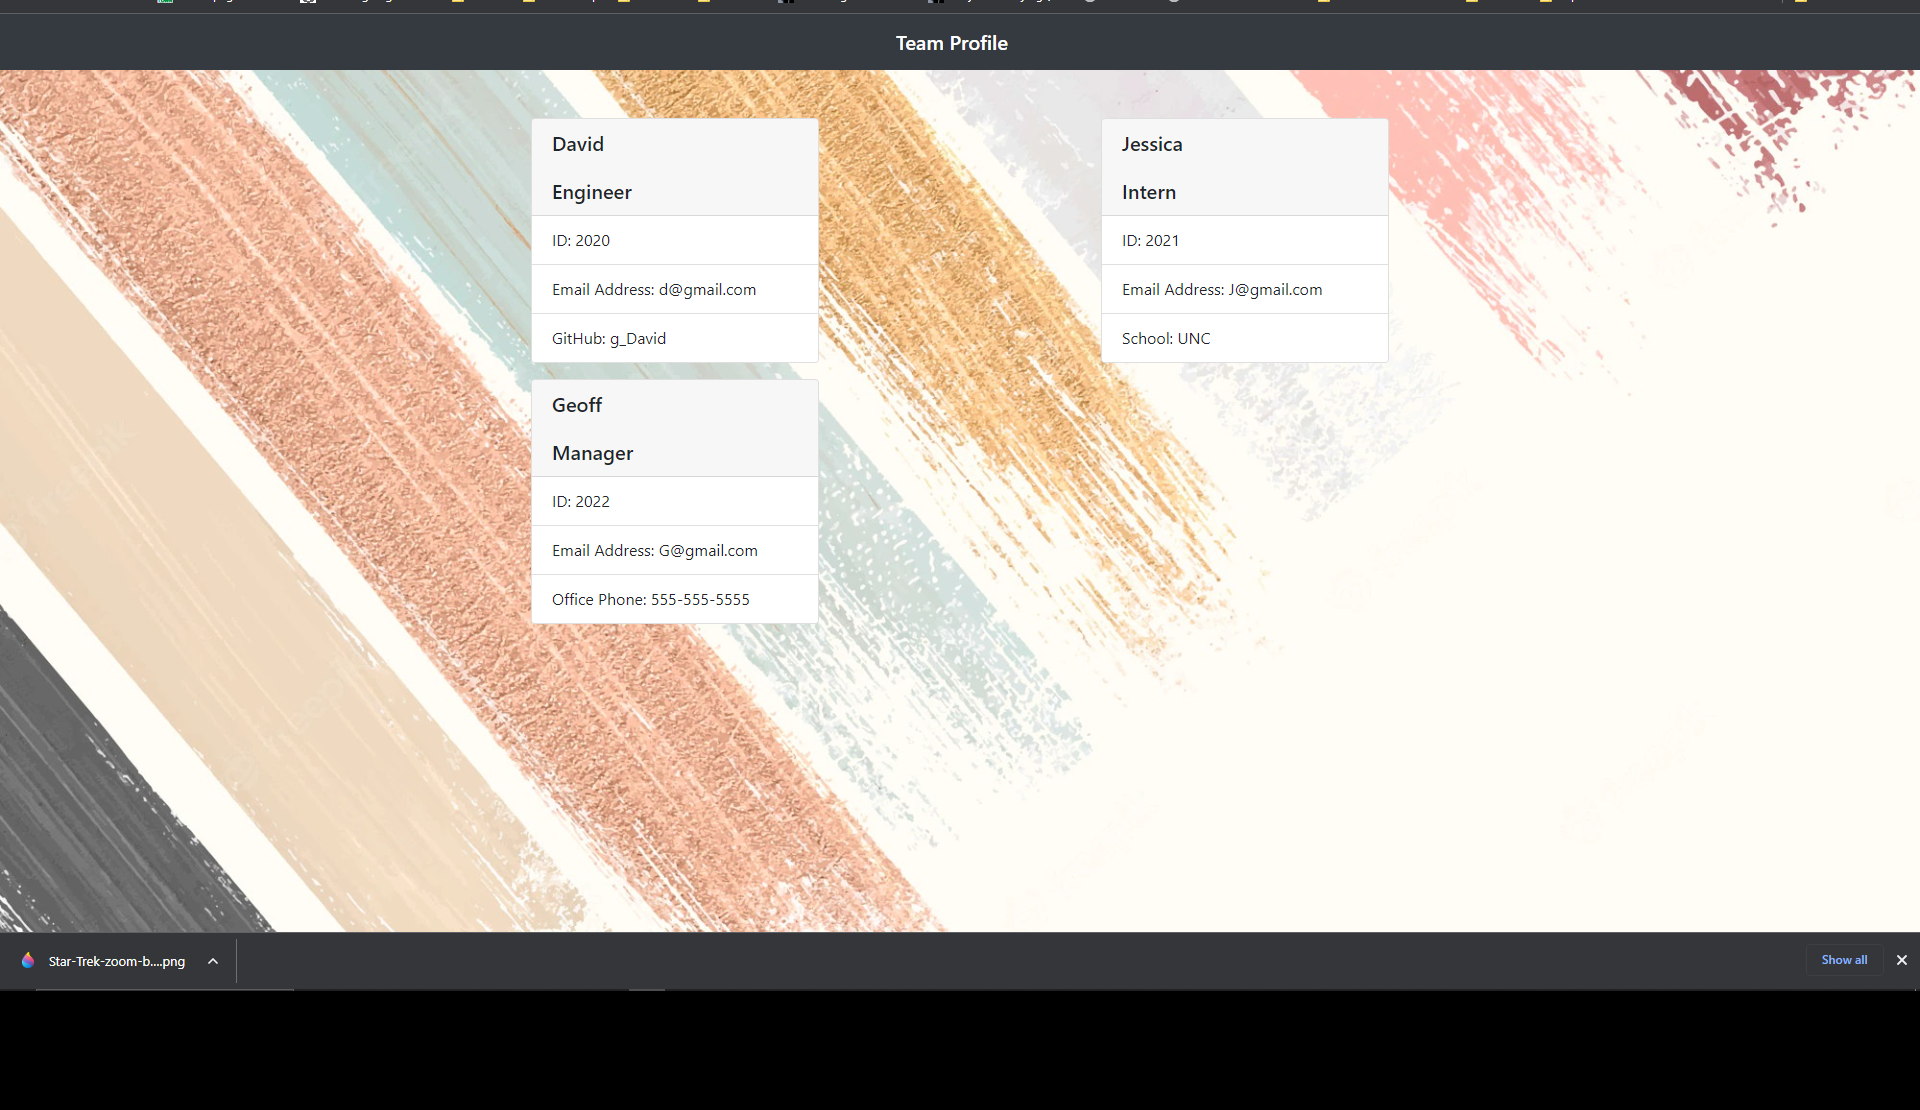 Team Profile
David
Engineer
ID: 2020
Email Address: d@gmail.com
GitHub: g_David
Jessica
Intern
ID: 2021
Email Address: J@gmail.com
School: UNC
Geoff
Manager
ID: 2022
Email Address: G@gmail.com
Office Phone: 555-555-5555
Star-Trek-zoom-b....png
Show all